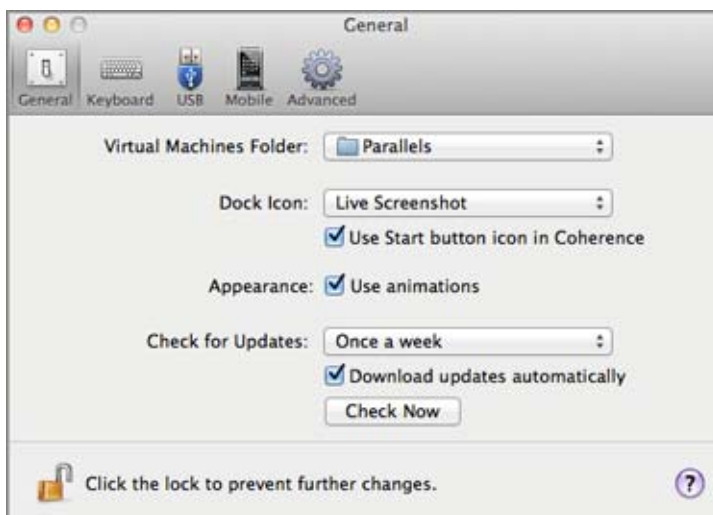 General
General Keyboard USB Mobile Advanced
Virtual Machines Folder: Parallels
Dock Icon: Live Screenshot
Use Start button icon in Coherence
Appearance: Use animations
Check for Updates: Once a week
Download updates automatically
Check Now
Click the lock to prevent further changes. ?